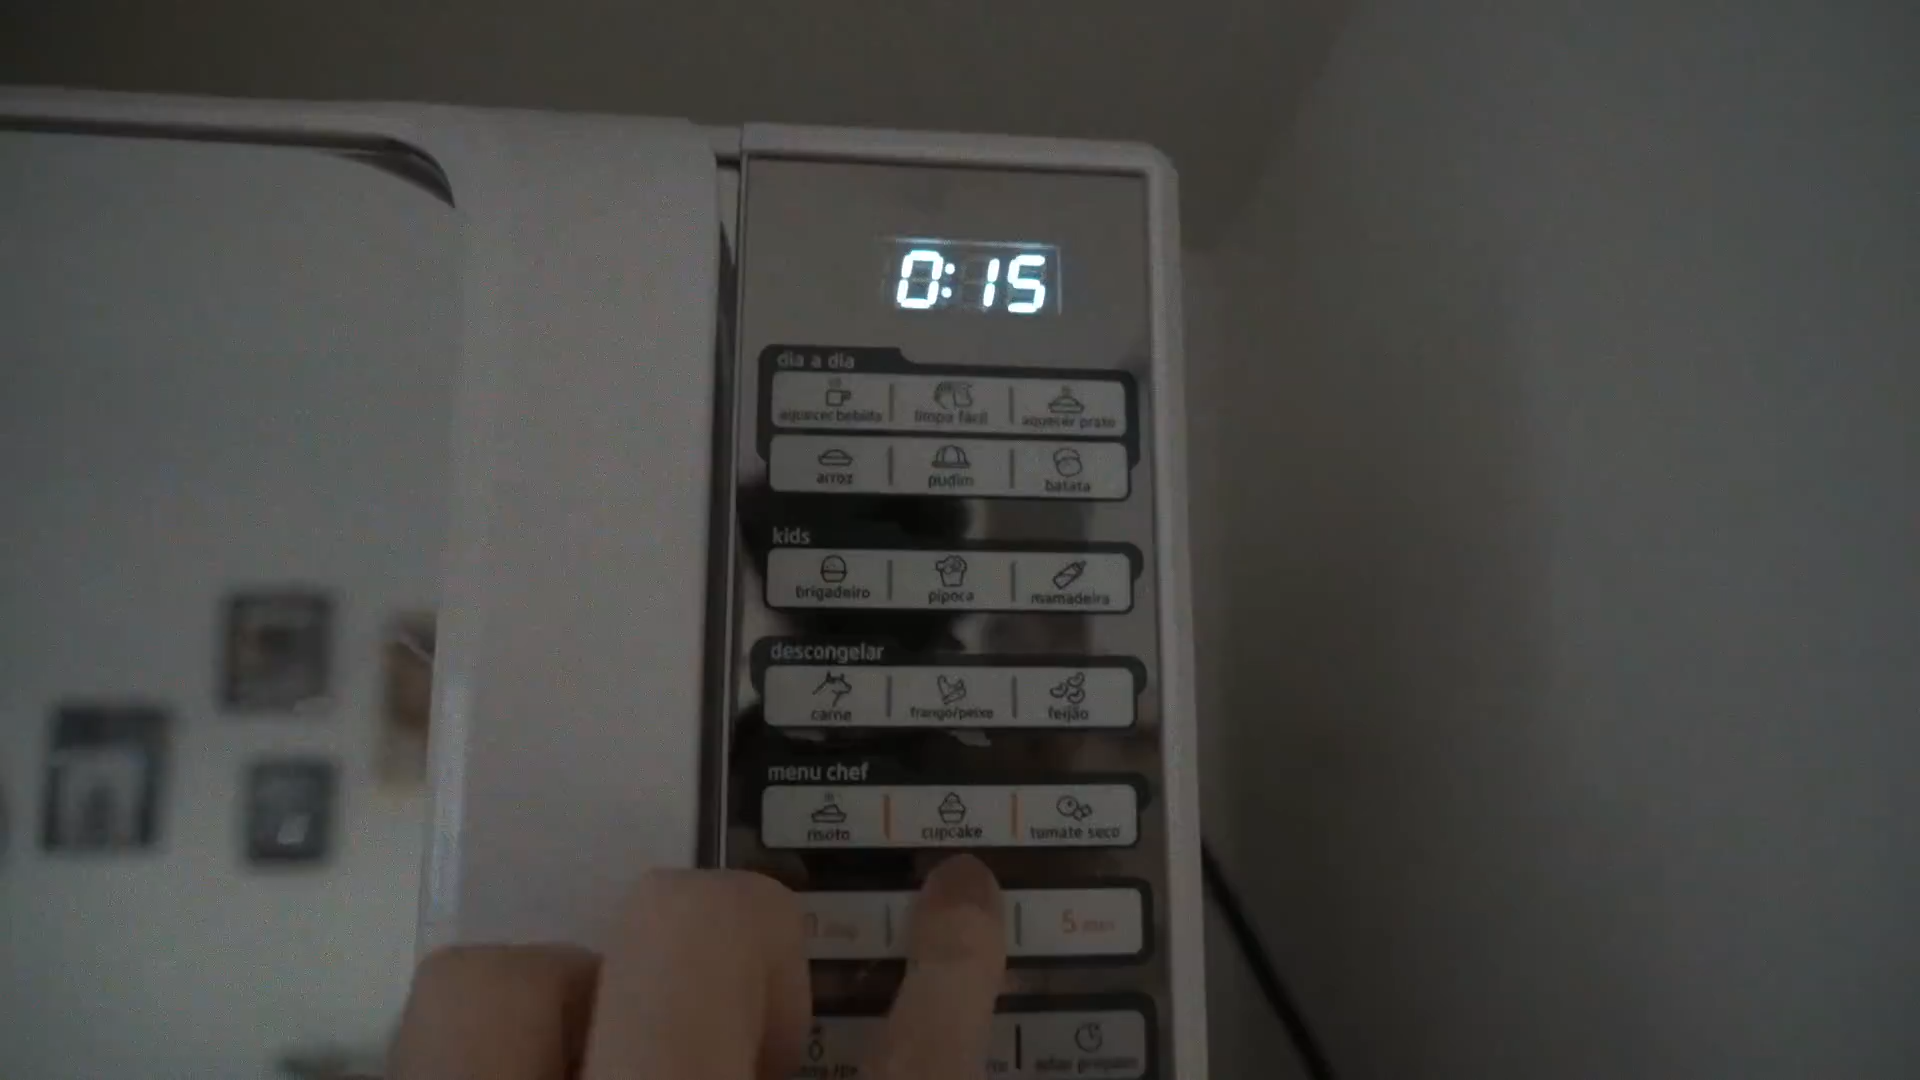 0:15
dia a dia
aquecer bebida limpa fácil aquecer prato
arroz pudim batata
kids
brigadeiro pipoca mamadeira
descongelar
carne frango/peixe feijão
menu chef
risoto cupcake tomate seco
5 min